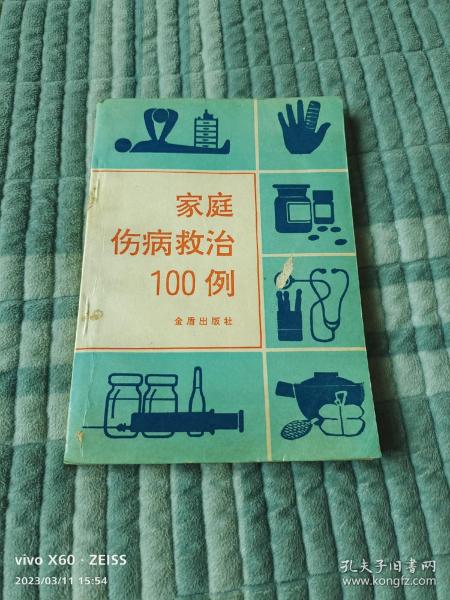 家庭
伤病救治
100例
金盾出版社
vivo X60 · ZEISS
2023/03/11 15:54
孔夫子旧书网
www.kongfz.com